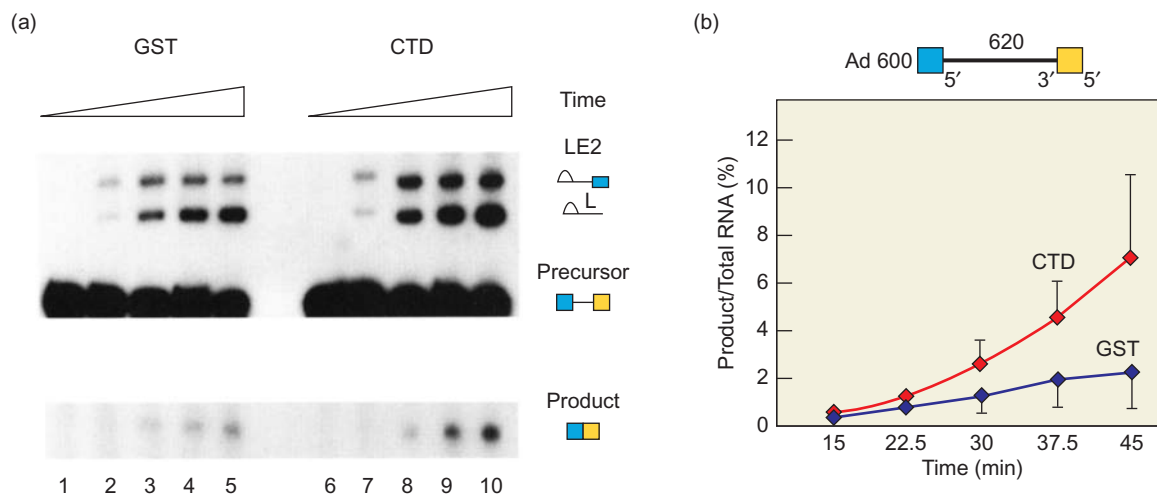 (a)
GST CTD
Time
LE2
L
Precursor
Product
1 2 3 4 5 6 7 8 9 10
(b)
620
Ad 600
5′ 3′ 5′
Product/Total RNA (%)
12
10
8
6
4
2
0
CTD
GST
15 22.5 30 37.5 45
Time (min)